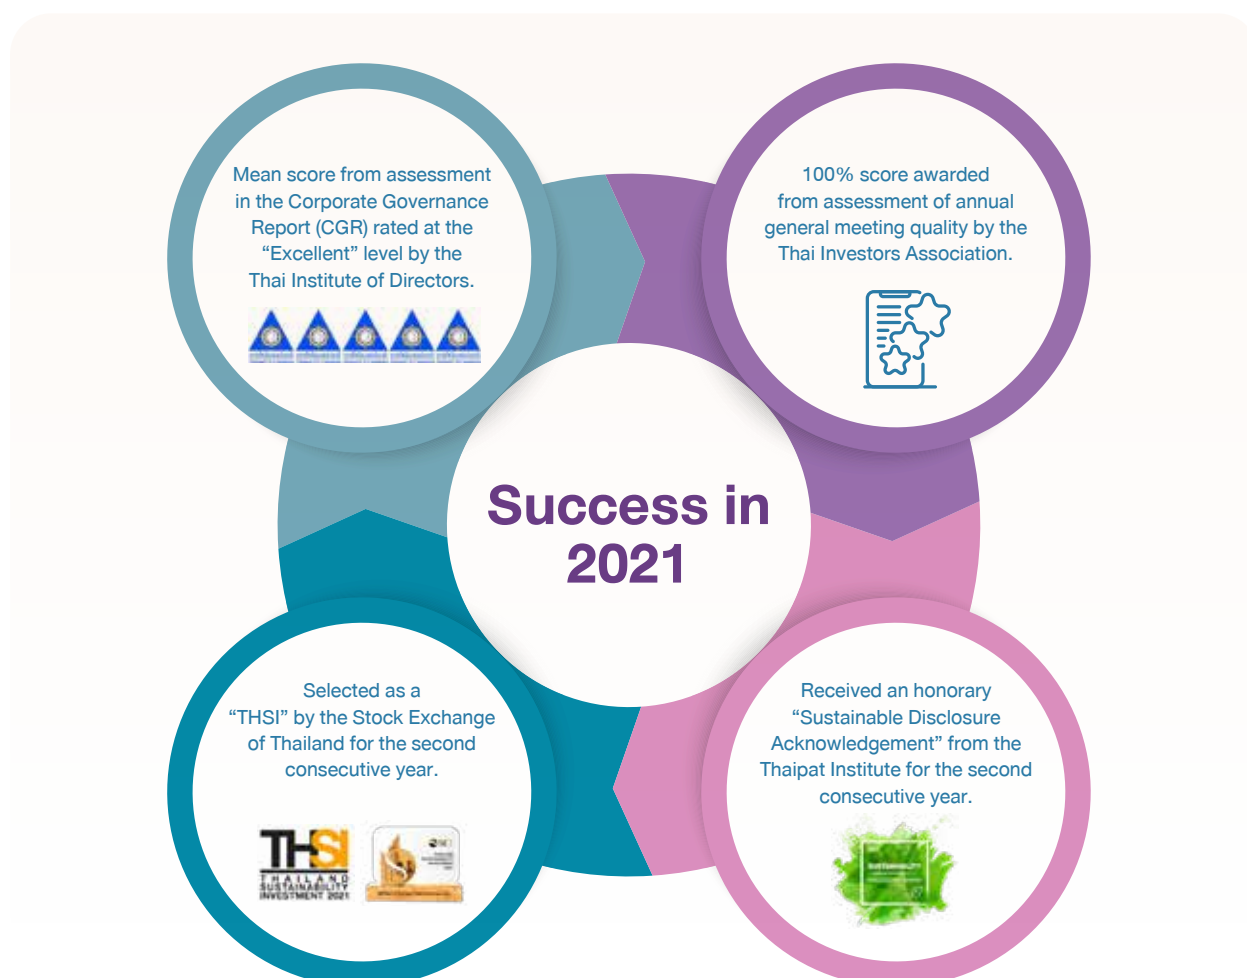 Mean score from assessment
in the Corporate Governance
Report (CGR) rated at the
“Excellent” level by the
Thai Institute of Directors.
100% score awarded
from assessment of annual
general meeting quality by the
Thai Investors Association.
Success in
2021
Selected as a
“THSI” by the Stock Exchange
of Thailand for the second
consecutive year.
THSI
THAILAND
SUSTAINABILITY
INVESTMENT 2021
Received an honorary
“Sustainable Disclosure
Acknowledgement” from the
Thaipat Institute for the second
consecutive year.
SUSTAINABILITY